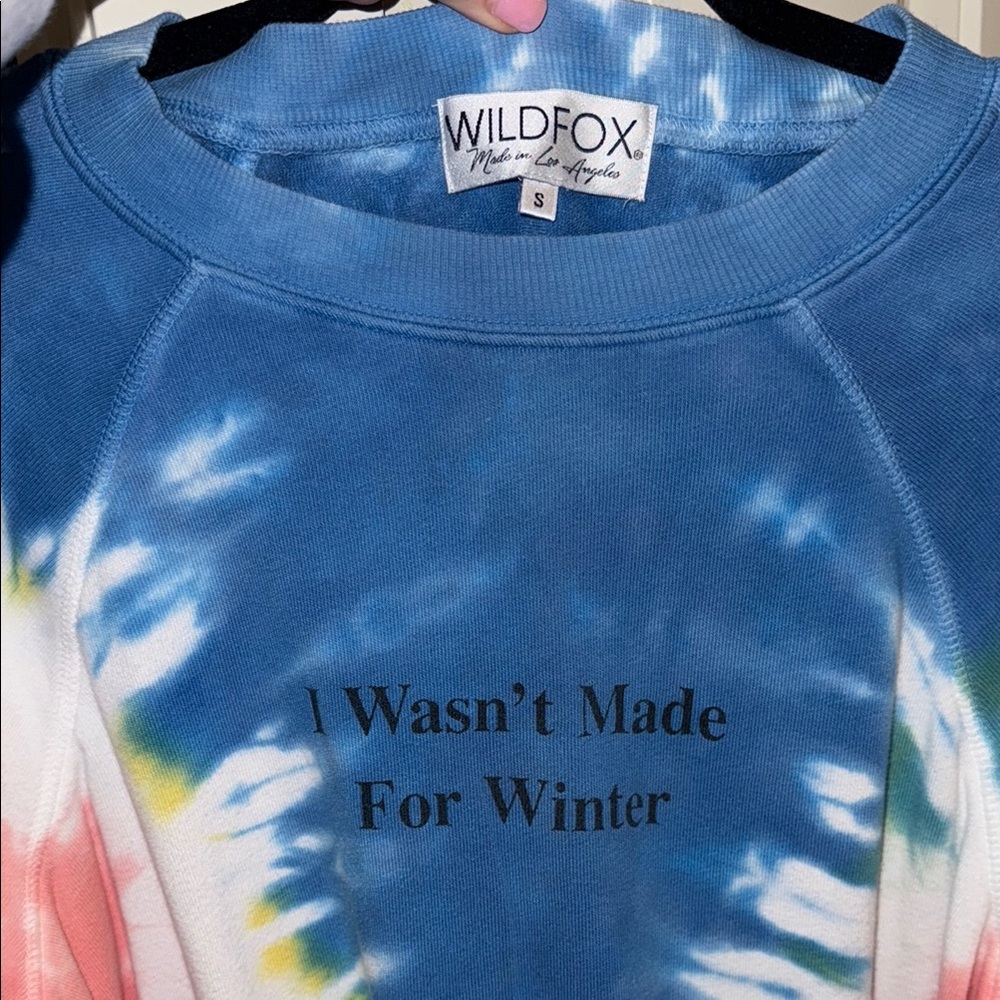 WILDFOX®
Made in Los Angeles
S
I Wasn't Made
For Winter